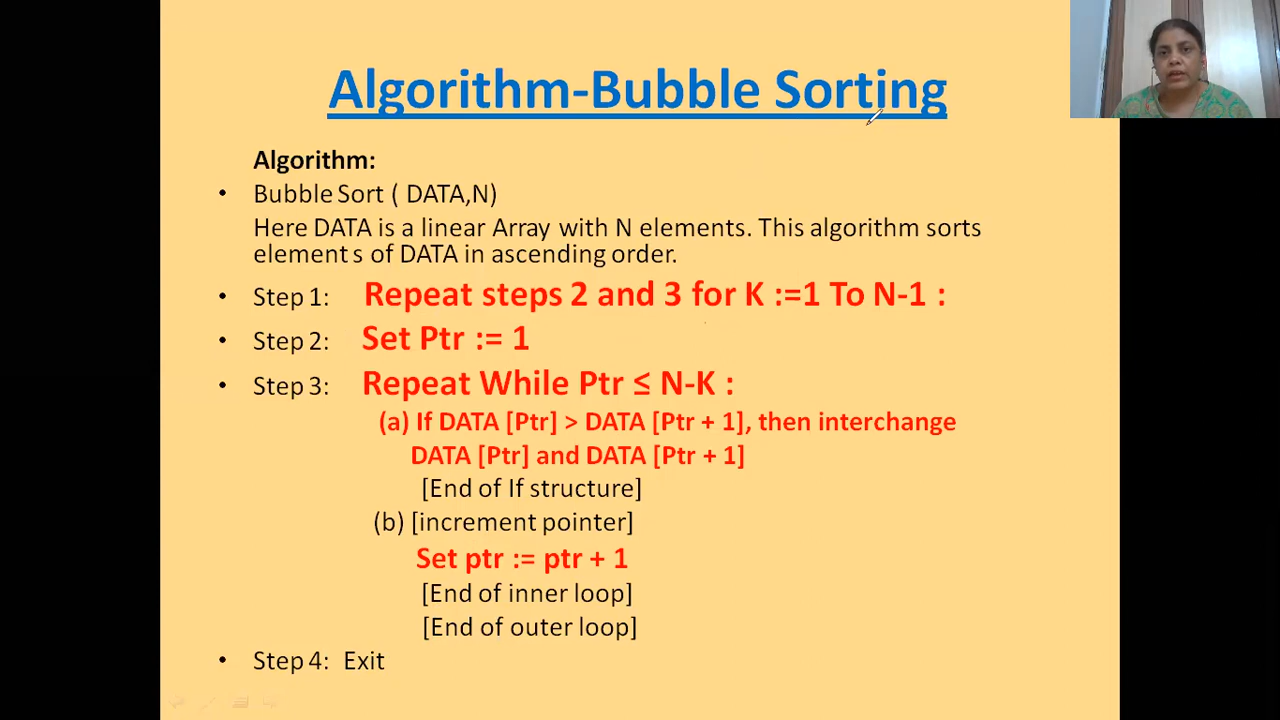 Algorithm-Bubble Sorting
Algorithm:
• Bubble Sort ( DATA,N)
Here DATA is a linear Array with N elements. This algorithm sorts
element s of DATA in ascending order.
• Step 1: Repeat steps 2 and 3 for K :=1 To N-1 :
• Step 2: Set Ptr := 1
• Step 3: Repeat While Ptr ≤ N-K :
(a) If DATA [Ptr] > DATA [Ptr + 1], then interchange
DATA [Ptr] and DATA [Ptr + 1]
[End of If structure]
(b) [increment pointer]
Set ptr := ptr + 1
[End of inner loop]
[End of outer loop]
• Step 4: Exit